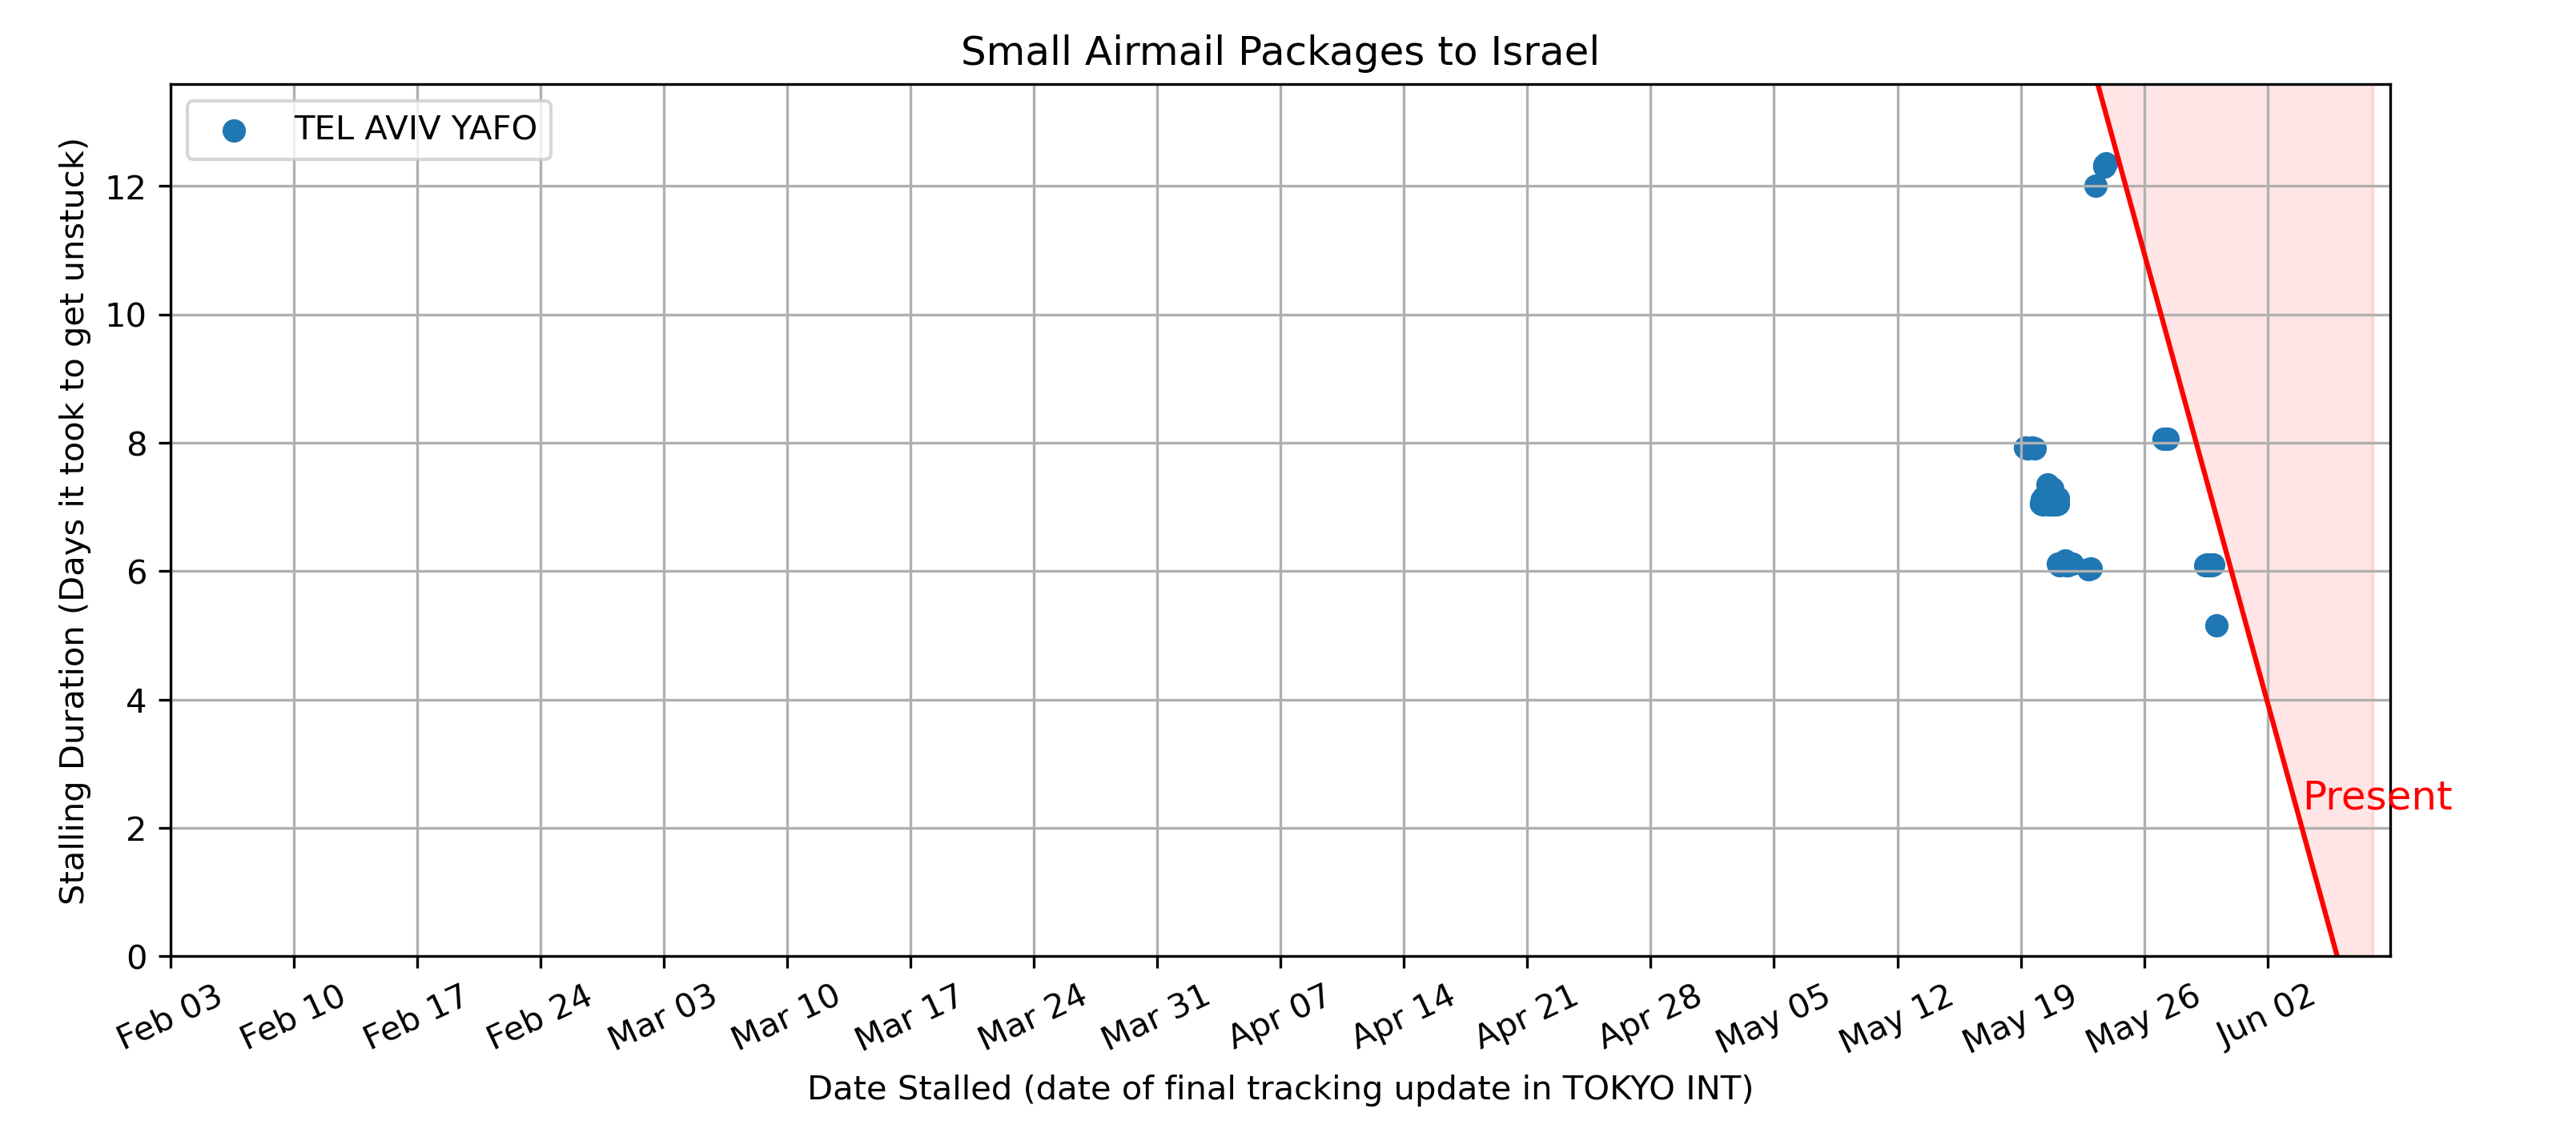 Small Airmail Packages to Israel
TEL AVIV YAFO
Stalling Duration (Days it took to get unstuck)
12
10
8
6
4
2
0
Present
Feb 03
Feb 10
Feb 17
Feb 24
Mar 03
Mar 10
Mar 17
Mar 24
Mar 31
Apr 07
Apr 14
Apr 21
Apr 28
May 05
May 12
May 19
May 26
Jun 02
Date Stalled (date of final tracking update in TOKYO INT)